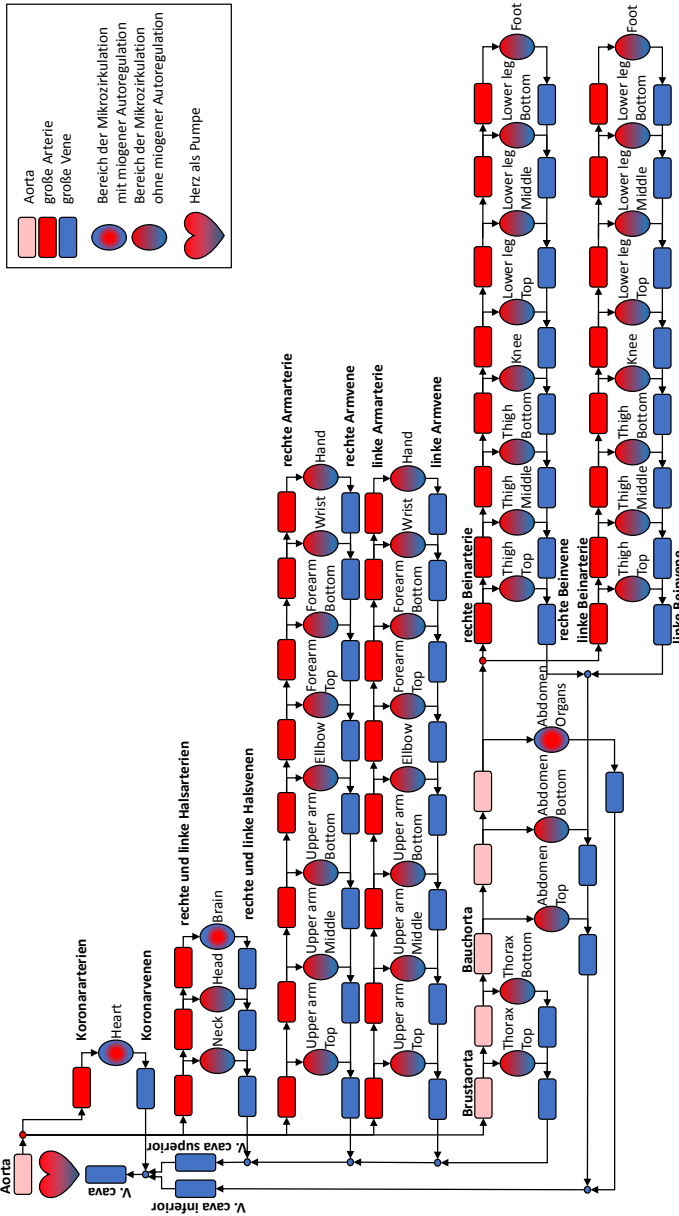 Aorta
große Arterie
große Vene
Bereich der Mikrozirkulation
mit miogener Autoregulation
Bereich der Mikrozirkulation
ohne miogener Autoregulation
Herz als Pumpe
Aorta
V. cava
V. cava superior
V. cava inferior
Koronararterien
Heart
Koronarvenen
rechte und linke Halsarterien
Neck
Head
Brain
rechte und linke Halsvenen
rechte Armarterie
Upper arm
Top
Upper arm
Middle
Upper arm
Bottom
Ellbow
Forearm
Top
Forearm
Bottom
Wrist
Hand
rechte Armvene
linke Armarterie
Upper arm
Top
Upper arm
Middle
Upper arm
Bottom
Ellbow
Forearm
Top
Forearm
Bottom
Wrist
Hand
linke Armvene
Brustaorta
Bauchorta
Thorax
Top
Thorax
Bottom
Abdomen
Top
Abdomen
Bottom
Abdomen
Organs
rechte Beinarterie
Thigh
Top
Thigh
Middle
Thigh
Bottom
Knee
Lower leg
Top
Lower leg
Middle
Lower leg
Bottom
Foot
rechte Beinvene
linke Beinarterie
Thigh
Top
Thigh
Middle
Thigh
Bottom
Knee
Lower leg
Top
Lower leg
Middle
Lower leg
Bottom
Foot
linke Beinvene